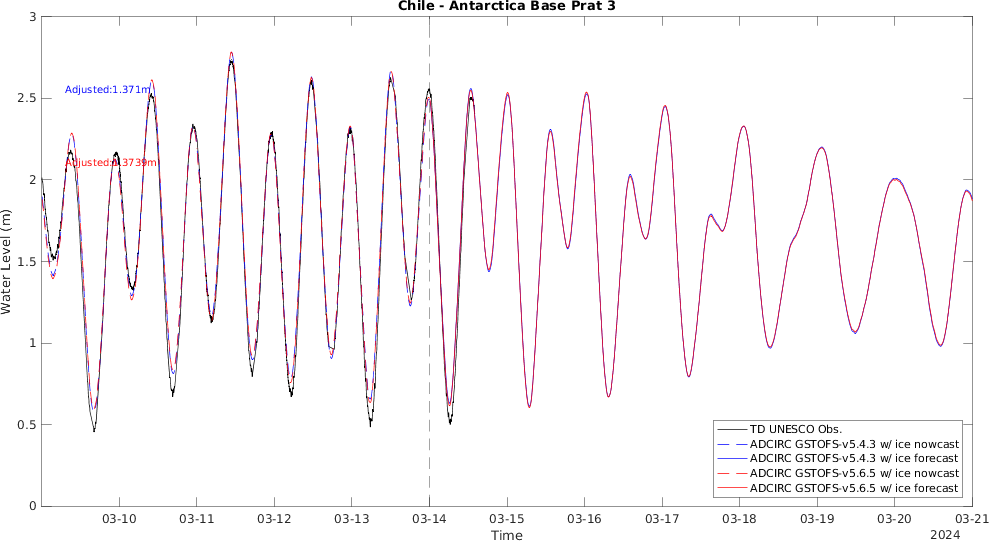 Chile - Antarctica Base Prat 3
3
2.5
2
1.5
1
0.5
0
Water Level (m)
Adjusted:1.371m
Adjusted:1.3739m
TD UNESCO Obs.
ADCIRC GSTOFS-v5.4.3 w/ ice nowcast
ADCIRC GSTOFS-v5.4.3 w/ ice forecast
ADCIRC GSTOFS-v5.6.5 w/ ice nowcast
ADCIRC GSTOFS-v5.6.5 w/ ice forecast
03-10 03-11 03-12 03-13 03-14 03-15 03-16 03-17 03-18 03-19 03-20 03-21
Time
2024